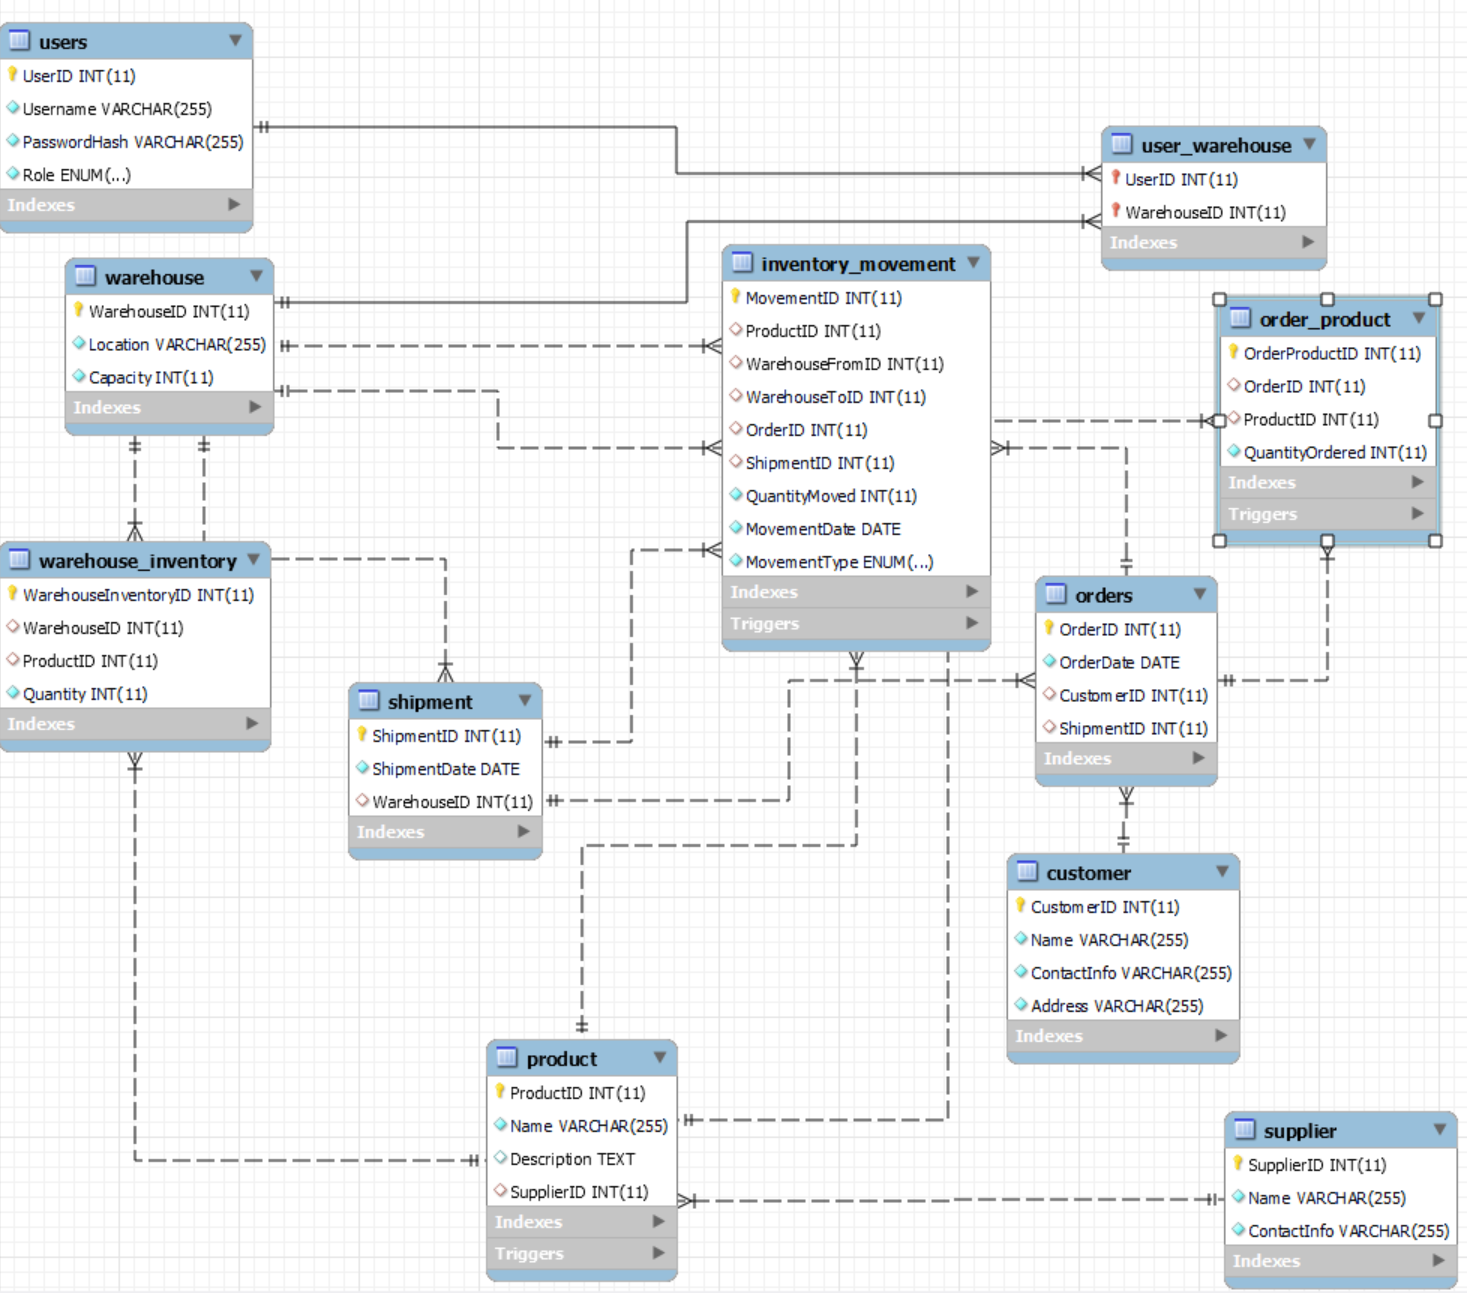 users
UserID INT(11)
Username VARCHAR(255)
PasswordHash VARCHAR(255)
Role ENUM(...)
Indexes
user_warehouse
UserID INT(11)
WarehouseID INT(11)
Indexes
warehouse
WarehouseID INT(11)
Location VARCHAR(255)
Capacity INT(11)
Indexes
inventory_movement
MovementID INT(11)
ProductID INT(11)
WarehouseFromID INT(11)
WarehouseToID INT(11)
OrderID INT(11)
ShipmentID INT(11)
QuantityMoved INT(11)
MovementDate DATE
MovementType ENUM(...)
Indexes
Triggers
order_product
OrderProductID INT(11)
OrderID INT(11)
ProductID INT(11)
QuantityOrdered INT(11)
Indexes
Triggers
warehouse_inventory
WarehouseInventoryID INT(11)
WarehouseID INT(11)
ProductID INT(11)
Quantity INT(11)
Indexes
shipment
ShipmentID INT(11)
ShipmentDate DATE
WarehouseID INT(11)
Indexes
orders
OrderID INT(11)
OrderDate DATE
CustomerID INT(11)
ShipmentID INT(11)
Indexes
customer
CustomerID INT(11)
Name VARCHAR(255)
ContactInfo VARCHAR(255)
Address VARCHAR(255)
Indexes
product
ProductID INT(11)
Name VARCHAR(255)
Description TEXT
SupplierID INT(11)
Indexes
Triggers
supplier
SupplierID INT(11)
Name VARCHAR(255)
ContactInfo VARCHAR(255)
Indexes